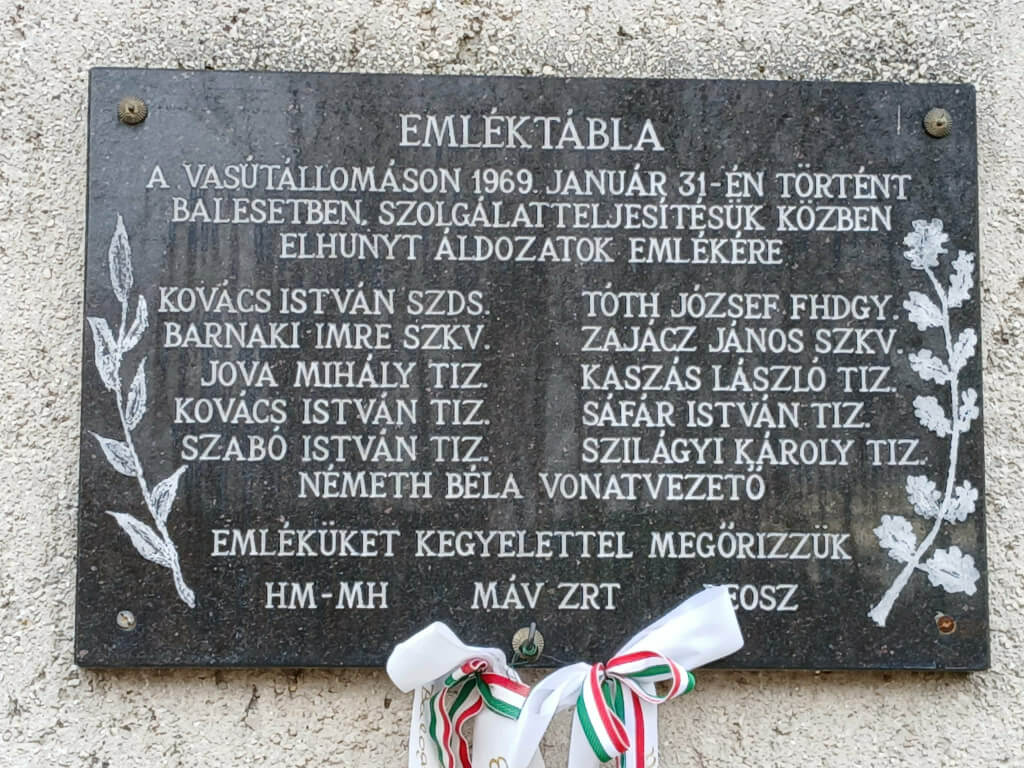 EMLÉKTÁBLA
A VASÚTÁLLOMÁSON 1969. JANUÁR 31-ÉN TÖRTÉNT
BALESETBEN, SZOLGÁLATTELJESÍTÉSÜK KÖZBEN
ELHUNYT ÁLDOZATOK EMLÉKÉRE
KOVÁCS ISTVÁN SZDS. TÓTH JÓZSEF FHDGY.
BARNAKI IMRE SZKV. ZAJÁCZ JÁNOS SZKV.
JOVA MIHÁLY TIZ. KASZÁS LÁSZLÓ TIZ.
KOVÁCS ISTVÁN TIZ. SÁFÁR ISTVÁN TIZ.
SZABÓ ISTVÁN TIZ. SZILÁGYI KÁROLY TIZ.
NÉMETH BÉLA VONATVEZETŐ
EMLÉKÜKET KEGYELETTEL MEGŐRIZZÜK
HM-MH MÁV ZRT